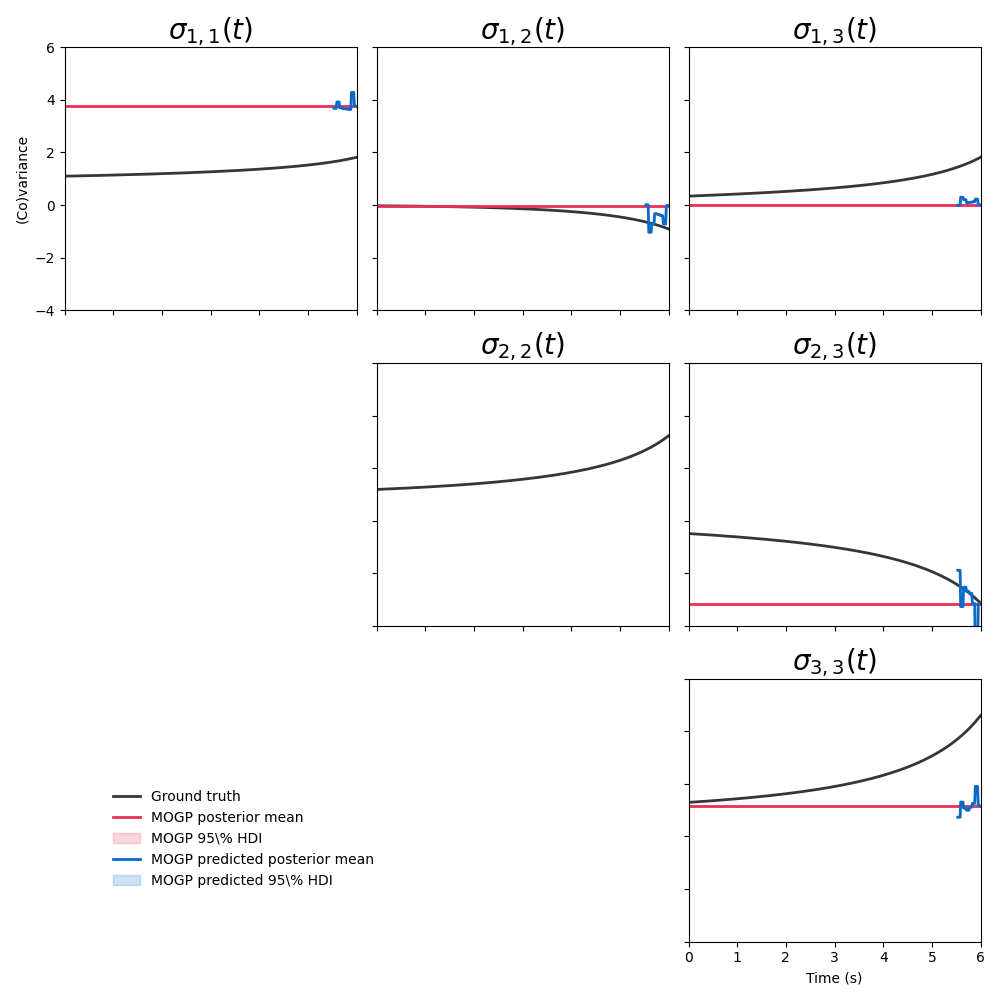 σ1,1(t) σ1,2(t) σ1,3(t)
6
4
2
0
−2
−4
(Co)variance
σ2,2(t) σ2,3(t)
σ3,3(t)
Ground truth
MOGP posterior mean
MOGP 95\% HDI
MOGP predicted posterior mean
MOGP predicted 95\% HDI
0 1 2 3 4 5 6
Time (s)